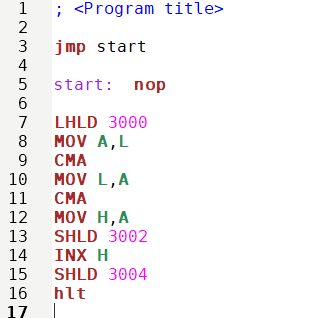 1 ; <Program title>
2
3 jmp start
4
5 start: nop
6
7 LHLD 3000
8 MOV A,L
9 CMA
10 MOV L,A
11 CMA
12 MOV H,A
13 SHLD 3002
14 INX H
15 SHLD 3004
16 hlt
17